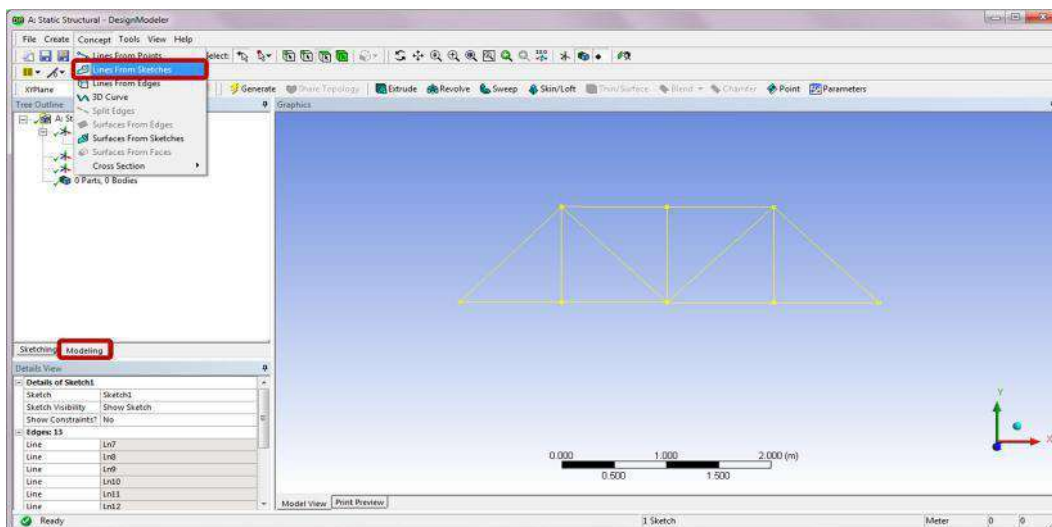 A: Static Structural - DesignModeler
File Create Concept Tools View Help
Lines From Points
elect:
Lines From Sketches
XYPlane
Lines From Edges
Generate Share Topology Extrude Revolve Sweep Skin/Loft Thin/Surface Blend Chamfer Point Parameters
Tree Outline
Graphics
3D Curve
A: St
Split Edges
Surfaces From Edges
Surfaces From Sketches
Surfaces From Faces
Cross Section
0 Parts, 0 Bodies
Sketching Modeling
Details View
Details of Sketch1
Sketch Sketch1
Sketch Visibility Show Sketch
Show Constraints? No
Edges: 13
Line Ln7
Line Ln8
Line Ln9
Line Ln10
Line Ln11
Line Ln12
Y
X
0.000 1.000 2.000 (m)
0.500 1.500
Model View Print Preview
Ready 1 Sketch Meter 0 0